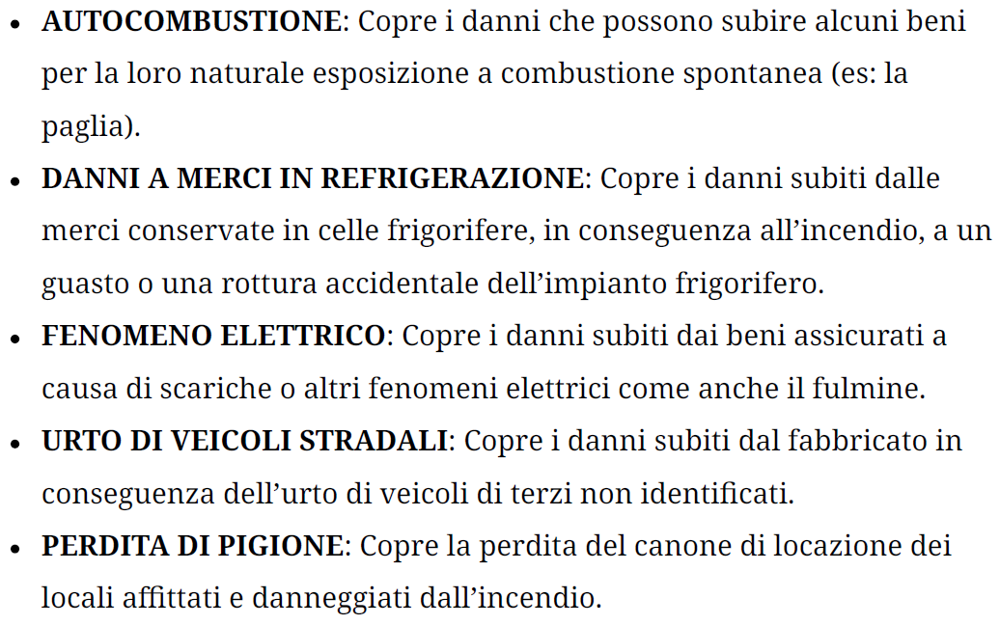 • AUTOCOMBUSTIONE: Copre i danni che possono subire alcuni beni
per la loro naturale esposizione a combustione spontanea (es: la
paglia).
• DANNI A MERCI IN REFRIGERAZIONE: Copre i danni subiti dalle
merci conservate in celle frigorifere, in conseguenza all’incendio, a un
guasto o una rottura accidentale dell’impianto frigorifero.
• FENOMENO ELETTRICO: Copre i danni subiti dai beni assicurati a
causa di scariche o altri fenomeni elettrici come anche il fulmine.
• URTO DI VEICOLI STRADALI: Copre i danni subiti dal fabbricato in
conseguenza dell’urto di veicoli di terzi non identificati.
• PERDITA DI PIGIONE: Copre la perdita del canone di locazione dei
locali affittati e danneggiati dall’incendio.